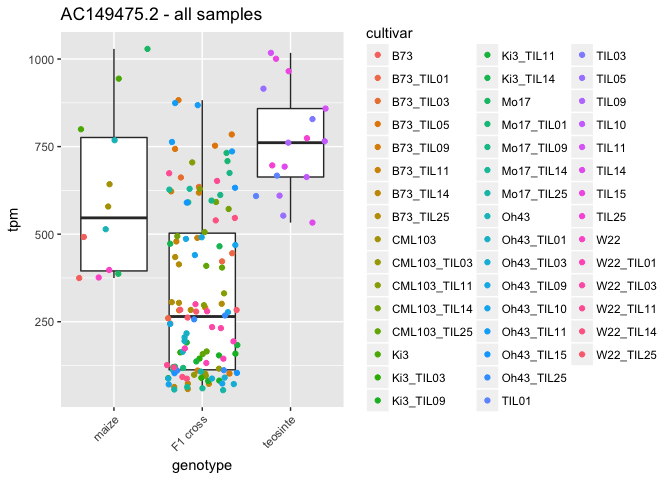 AC149475.2 - all samples
tpm
1000
750
500
250
maize
F1 cross
teosinte
genotype
cultivar
B73
B73_TIL01
B73_TIL03
B73_TIL05
B73_TIL09
B73_TIL11
B73_TIL14
B73_TIL25
CML103
CML103_TIL03
CML103_TIL11
CML103_TIL14
CML103_TIL25
Ki3
Ki3_TIL03
Ki3_TIL09
Ki3_TIL11
Ki3_TIL14
Mo17
Mo17_TIL01
Mo17_TIL09
Mo17_TIL14
Mo17_TIL25
Oh43
Oh43_TIL01
Oh43_TIL03
Oh43_TIL09
Oh43_TIL10
Oh43_TIL11
Oh43_TIL15
Oh43_TIL25
TIL01
TIL03
TIL05
TIL09
TIL10
TIL11
TIL14
TIL15
TIL25
W22
W22_TIL01
W22_TIL03
W22_TIL11
W22_TIL14
W22_TIL25